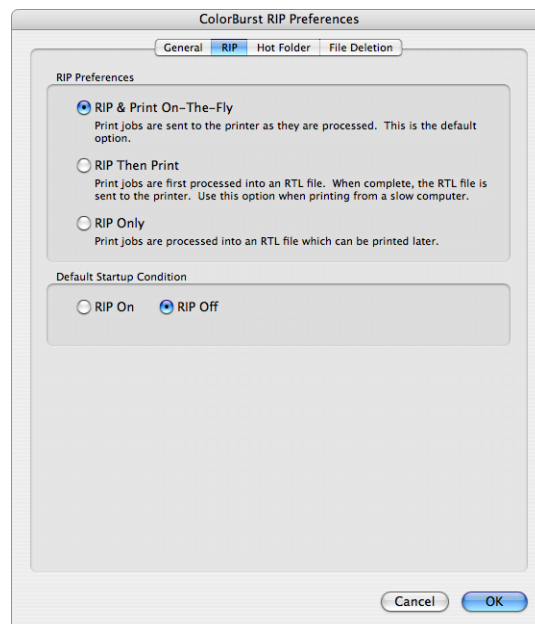 ColorBurst RIP Preferences
General RIP Hot Folder File Deletion
RIP Preferences
RIP & Print On-The-Fly
Print jobs are sent to the printer as they are processed. This is the default
option.
RIP Then Print
Print jobs are first processed into an RTL file. When complete, the RTL file is
sent to the printer. Use this option when printing from a slow computer.
RIP Only
Print jobs are processed into an RTL file which can be printed later.
Default Startup Condition
RIP On RIP Off
Cancel OK